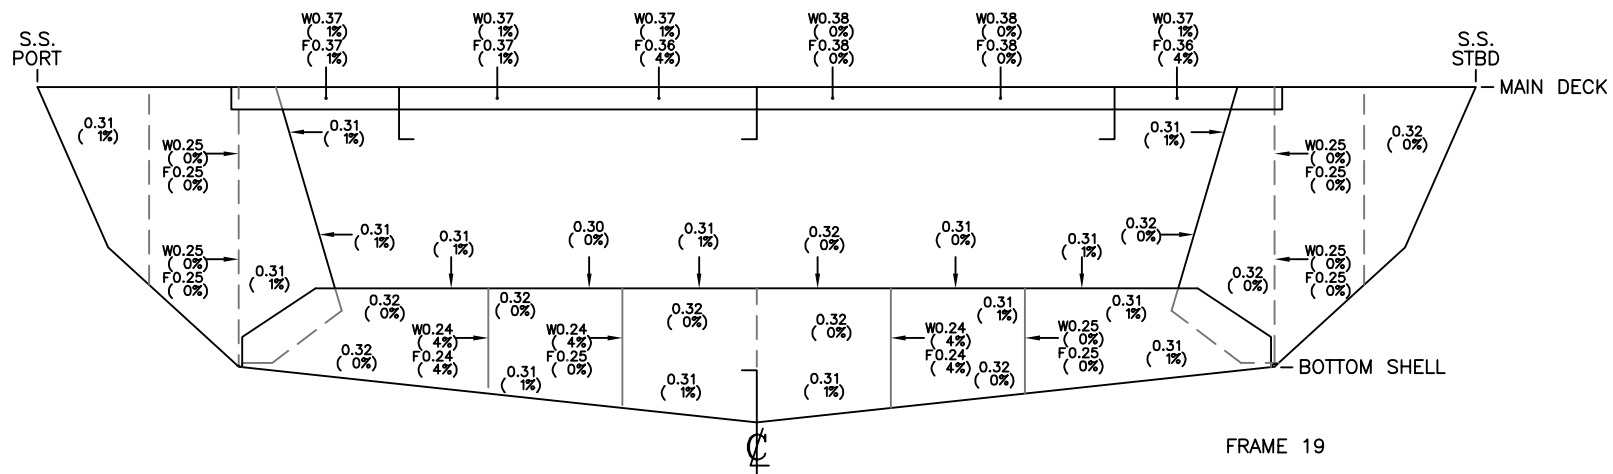 W0.37
( 1%)
F0.37
( 1%)
W0.37
( 1%)
F0.37
( 1%)
W0.37
( 1%)
F0.36
( 4%)
W0.38
( 0%)
F0.38
( 0%)
W0.38
( 0%)
F0.38
( 0%)
W0.37
( 1%)
F0.36
( 4%)
S.S.
PORT
S.S.
STBD
MAIN DECK
0.31
( 1%)
0.31
( 1%)
0.31
( 1%)
0.32
( 0%)
W0.25
( 0%)
F0.25
( 0%)
W0.25
( 0%)
F0.25
( 0%)
0.31
( 1%)
0.31
( 1%)
0.30
( 0%)
0.31
( 1%)
0.32
( 0%)
0.31
( 0%)
0.31
( 1%)
0.32
( 0%)
W0.25
( 0%)
F0.25
( 0%)
0.31
( 1%)
0.32
( 0%)
W0.25
( 0%)
F0.25
( 0%)
0.32
( 0%)
0.32
( 0%)
0.32
( 0%)
0.32
( 0%)
0.31
( 1%)
0.31
( 1%)
0.32
( 0%)
W0.24
( 4%)
F0.24
( 4%)
W0.24
( 4%)
F0.25
( 0%)
W0.24
( 4%)
F0.24
( 4%)
W0.25
( 0%)
F0.25
( 0%)
0.31
( 1%)
0.31
( 1%)
0.31
( 1%)
0.31
( 1%)
0.32
( 0%)
BOTTOM SHELL
℄
FRAME 19